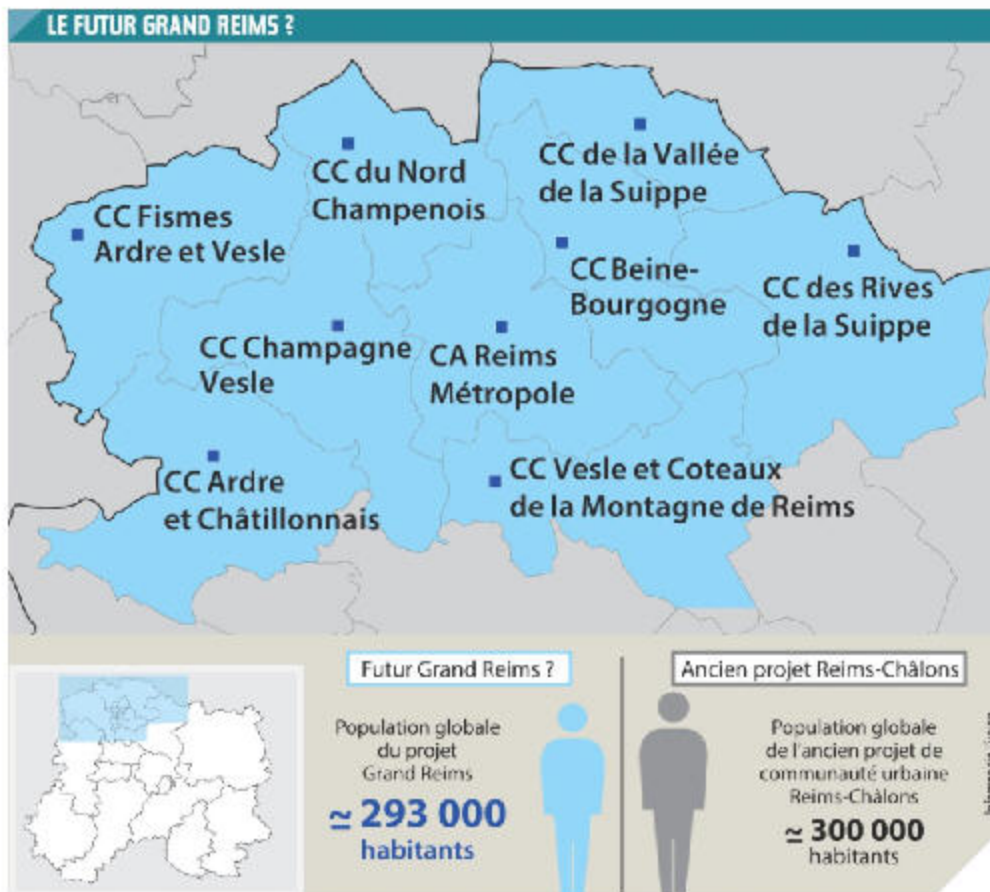 LE FUTUR GRAND REIMS ?
CC du Nord
Champenois
CC de la Vallée
de la Suippe
CC Fismes
Ardre et Vesle
CC Beine-
Bourgogne
CC des Rives
de la Suippe
CC Champagne
Vesle
CA Reims
Métropole
CC Ardre
et Châtillonnais
CC Vesle et Coteaux
de la Montagne de Reims
Futur Grand Reims ?
Population globale
du projet
Grand Reims
≃ 293 000
habitants
Ancien projet Reims-Châlons
Population globale
de l'ancien projet de
communauté urbaine
Reims-Châlons
≃ 300 000
habitants